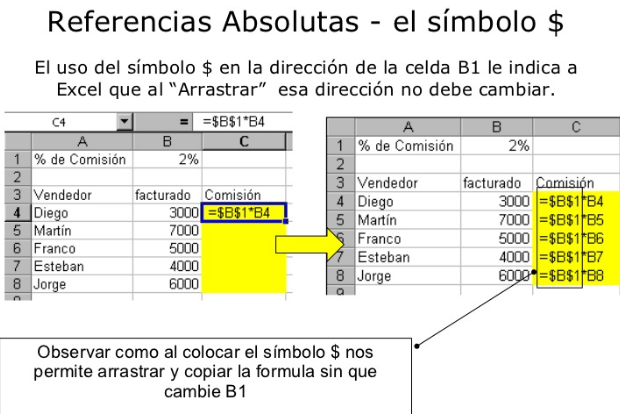 Referencias Absolutas - el símbolo $
El uso del símbolo $ en la dirección de la celda B1 le indica a
Excel que al “Arrastrar” esa dirección no debe cambiar.
C4 = =$B$1*B4
A B C
1 % de Comisión 2%
2
3 Vendedor facturado Comisión
4 Diego 3000 =$B$1*B4
5 Martín 7000
6 Franco 5000
7 Esteban 4000
8 Jorge 6000
A B C
1 % de Comisión 2%
2
3 Vendedor facturado Comisión
4 Diego 3000 =$B$1*B4
5 Martín 7000 =$B$1*B5
6 Franco 5000 =$B$1*B6
7 Esteban 4000 =$B$1*B7
8 Jorge 6000 =$B$1*B8
9
Observar como al colocar el símbolo $ nos
permite arrastrar y copiar la formula sin que
cambie B1